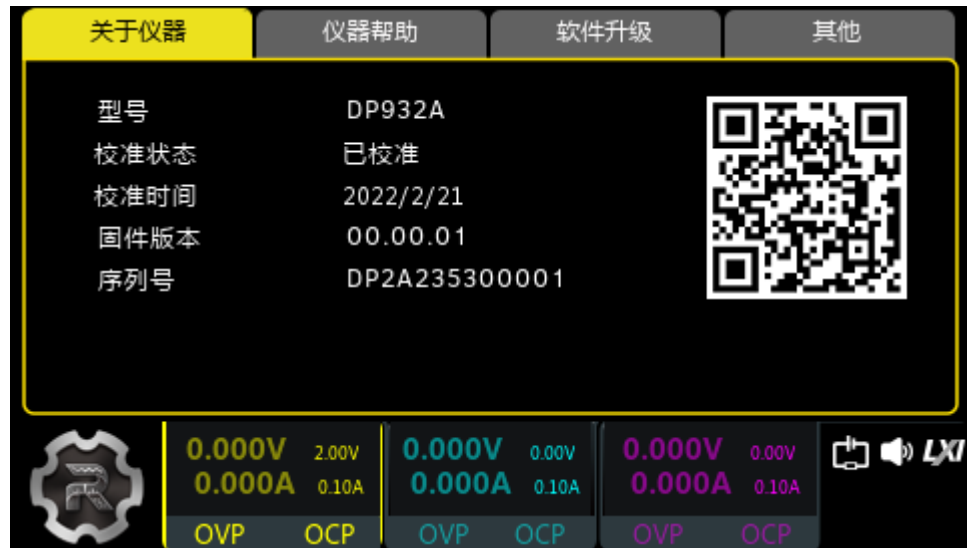 关于仪器 仪器帮助 软件升级 其他
型号 DP932A
校准状态 已校准
校准时间 2022/2/21
固件版本 00.00.01
序列号 DP2A235300001
0.000V 2.00V 0.000V 0.00V 0.000V 0.00V LXI
0.000A 0.10A 0.000A 0.10A 0.000A 0.10A
OVP OCP OVP OCP OVP OCP